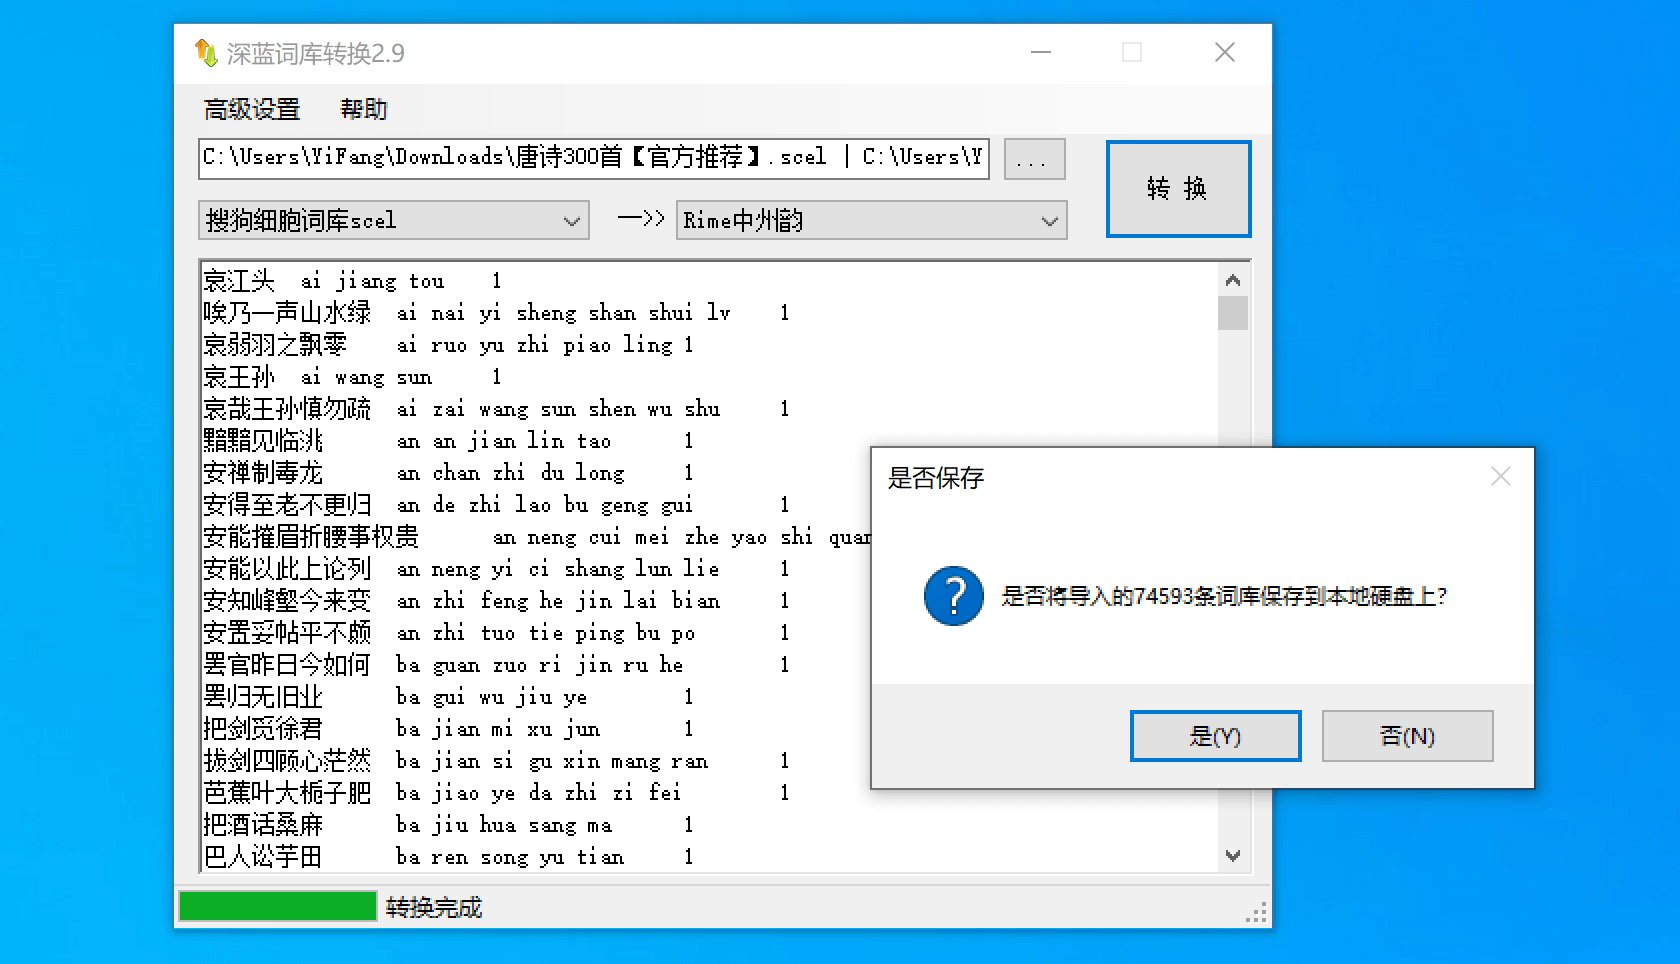 深蓝词库转换2.9
高级设置 帮助
C:\Users\YiFang\Downloads\唐诗300首【官方推荐】.scel | C:\Users\Y ... 转 换
搜狗细胞词库scel —>> Rime中州韵
哀江头 ai jiang tou 1
唉乃一声山水绿 ai nai yi sheng shan shui lv 1
哀弱羽之飘零 ai ruo yu zhi piao ling 1
哀王孙 ai wang sun 1
哀哉王孙慎勿疏 ai zai wang sun shen wu shu 1
黯黯见临洮 an an jian lin tao 1
安禅制毒龙 an chan zhi du long 1
安得至老不更归 an de zhi lao bu geng gui 1
安能摧眉折腰事权贵 an neng cui mei zhe yao shi quan
安能以此上论列 an neng yi ci shang lun lie 1
安知峰壑今来变 an zhi feng he jin lai bian 1
安置妥帖平不颇 an zhi tuo tie ping bu po 1
罢官昨日今如何 ba guan zuo ri jin ru he 1
罢归无旧业 ba gui wu jiu ye 1
把剑觅徐君 ba jian mi xu jun 1
拔剑四顾心茫然 ba jian si gu xin mang ran 1
芭蕉叶大栀子肥 ba jiao ye da zhi zi fei 1
把酒话桑麻 ba jiu hua sang ma 1
巴人讼芋田 ba ren song yu tian 1
转换完成
是否保存
是否将导入的74593条词库保存到本地硬盘上？
是(Y) 否(N)